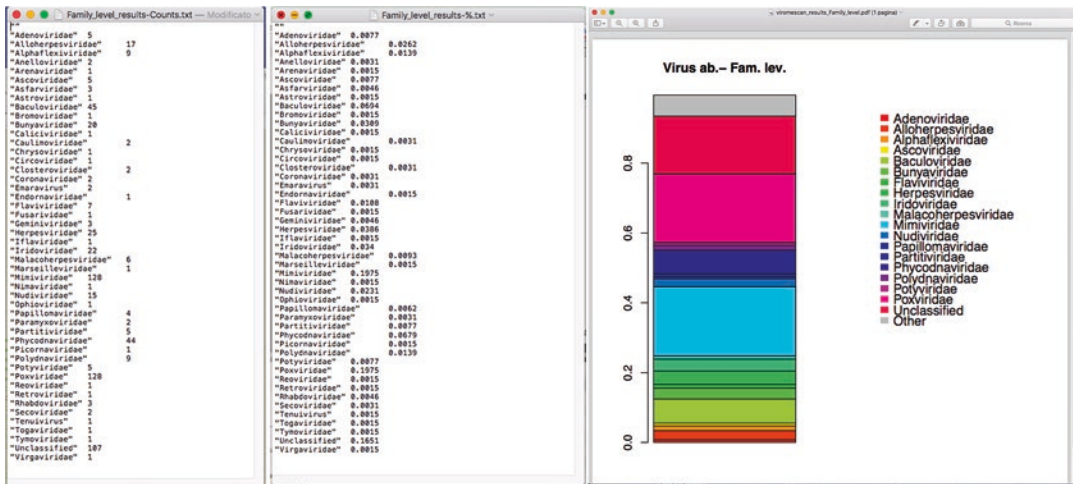 Family_level_results-Counts.txt — Modificato
""
"Adenoviridae" 5
"Alloherpesviridae" 17
"Alphaflexiviridae" 9
"Anelloviridae" 2
"Arenaviridae" 1
"Ascoviridae" 5
"Asfarviridae" 3
"Astroviridae" 1
"Baculoviridae" 45
"Bromoviridae" 1
"Bunyaviridae" 20
"Caliciviridae" 1
"Caulimoviridae" 2
"Chrysoviridae" 1
"Circoviridae" 1
"Closteroviridae" 2
"Coronaviridae" 2
"Emaravirus" 2
"Endornaviridae" 1
"Flaviviridae" 7
"Fusarividae" 1
"Geminiviridae" 3
"Herpesviridae" 25
"Iflaviridae" 1
"Iridoviridae" 22
"Malacoherpesviridae" 6
"Marseilleviridae" 1
"Mimiviridae" 128
"Nimaviridae" 1
"Nudiviridae" 15
"Ophioviridae" 1
"Papillomaviridae" 4
"Paramyxoviridae" 2
"Partitiviridae" 5
"Phycodnaviridae" 44
"Picornaviridae" 1
"Polydnaviridae" 9
"Potyviridae" 5
"Poxviridae" 128
"Reoviridae" 1
"Retroviridae" 1
"Rhabdoviridae" 3
"Secoviridae" 2
"Tenuivirus" 1
"Togaviridae" 1
"Tymoviridae" 1
"Unclassified" 107
"Virgaviridae" 1
Family_level_results-%.txt
""
"Adenoviridae" 0.0077
"Alloherpesviridae" 0.0262
"Alphaflexiviridae" 0.0139
"Anelloviridae" 0.0031
"Arenaviridae" 0.0015
"Ascoviridae" 0.0077
"Asfarviridae" 0.0046
"Astroviridae" 0.0015
"Baculoviridae" 0.0694
"Bromoviridae" 0.0015
"Bunyaviridae" 0.0309
"Caliciviridae" 0.0015
"Caulimoviridae" 0.0031
"Chrysoviridae" 0.0015
"Circoviridae" 0.0015
"Closteroviridae" 0.0031
"Coronaviridae" 0.0031
"Emaravirus" 0.0031
"Endornaviridae" 0.0015
"Flaviviridae" 0.0108
"Fusarividae" 0.0015
"Geminiviridae" 0.0046
"Herpesviridae" 0.0386
"Iflaviridae" 0.0015
"Iridoviridae" 0.034
"Malacoherpesviridae" 0.0093
"Marseilleviridae" 0.0015
"Mimiviridae" 0.1975
"Nimaviridae" 0.0015
"Nudiviridae" 0.0231
"Ophioviridae" 0.0015
"Papillomaviridae" 0.0062
"Paramyxoviridae" 0.0031
"Partitiviridae" 0.0077
"Phycodnaviridae" 0.0679
"Picornaviridae" 0.0015
"Polydnaviridae" 0.0139
"Potyviridae" 0.0077
"Poxviridae" 0.1975
"Reoviridae" 0.0015
"Retroviridae" 0.0015
"Rhabdoviridae" 0.0046
"Secoviridae" 0.0031
"Tenuivirus" 0.0015
"Togaviridae" 0.0015
"Tymoviridae" 0.0015
"Unclassified" 0.1651
"Virgaviridae" 0.0015
viromescan_results_Family_level.pdf (1 pagina)
Ricerca
Virus ab.– Fam. lev.
0.8
0.6
0.4
0.2
0.0
Adenoviridae
Alloherpesviridae
Alphaflexiviridae
Ascoviridae
Baculoviridae
Bunyaviridae
Flaviviridae
Herpesviridae
Iridoviridae
Malacoherpesviridae
Mimiviridae
Nudiviridae
Papillomaviridae
Partitiviridae
Phycodnaviridae
Polydnaviridae
Potyviridae
Poxviridae
Unclassified
Other